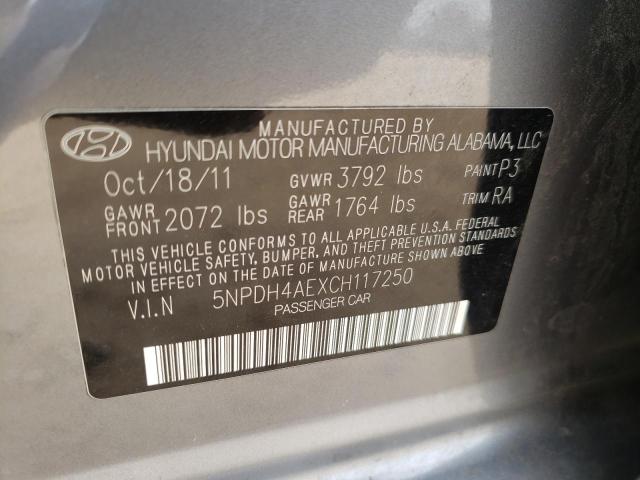 MANUFACTURED BY
HYUNDAI MOTOR MANUFACTURING ALABAMA, LLC
Oct/18/11 GVWR 3792 lbs PAINT P3
GAWR FRONT 2072 lbs GAWR REAR 1764 lbs TRIM RA
THIS VEHICLE CONFORMS TO ALL APPLICABLE U.S.A. FEDERAL
MOTOR VEHICLE SAFETY, BUMPER, AND THEFT PREVENTION STANDARDS
IN EFFECT ON THE DATE OF MANUFACTURE SHOWN ABOVE
V.I.N 5NPDH4AEXCH117250
PASSENGER CAR